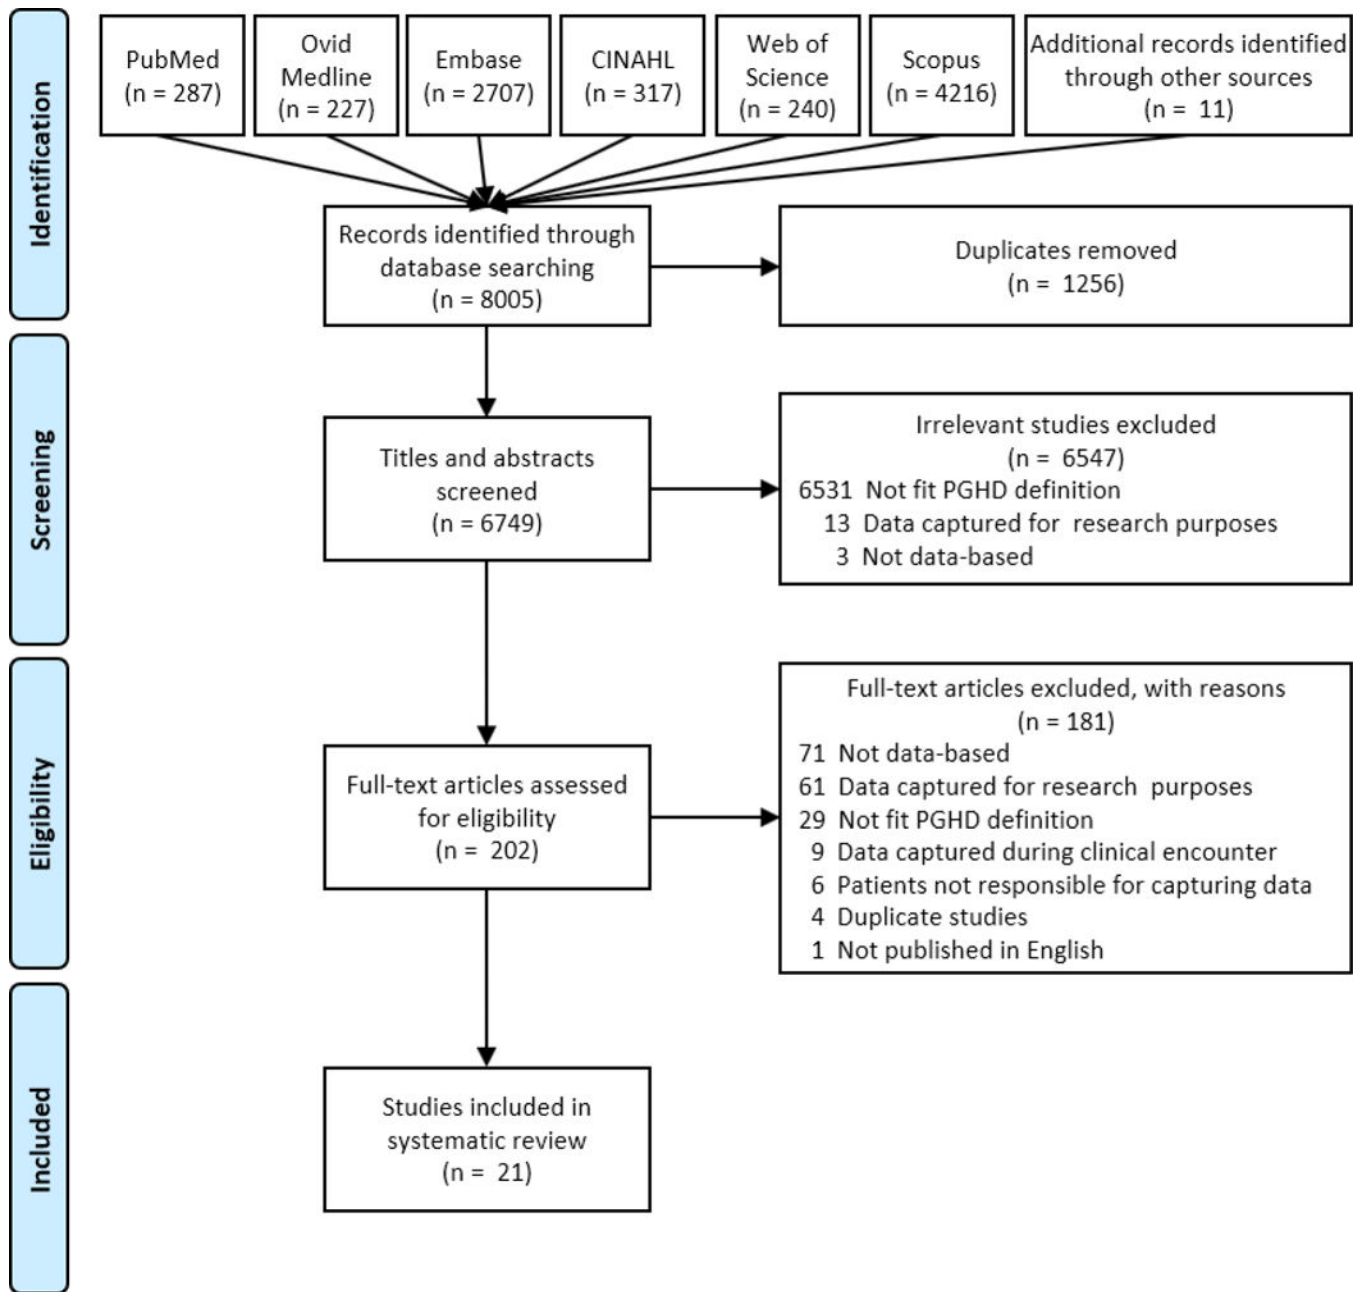 Identification
PubMed
(n = 287)
Ovid
Medline
(n = 227)
Embase
(n = 2707)
CINAHL
(n = 317)
Web of
Science
(n = 240)
Scopus
(n = 4216)
Additional records identified
through other sources
(n = 11)
Records identified through
database searching
(n = 8005)
Duplicates removed
(n = 1256)
Screening
Titles and abstracts
screened
(n = 6749)
Irrelevant studies excluded
(n = 6547)
6531 Not fit PGHD definition
13 Data captured for research purposes
3 Not data-based
Eligibility
Full-text articles assessed
for eligibility
(n = 202)
Full-text articles excluded, with reasons
(n = 181)
71 Not data-based
61 Data captured for research purposes
29 Not fit PGHD definition
9 Data captured during clinical encounter
6 Patients not responsible for capturing data
4 Duplicate studies
1 Not published in English
Included
Studies included in
systematic review
(n = 21)